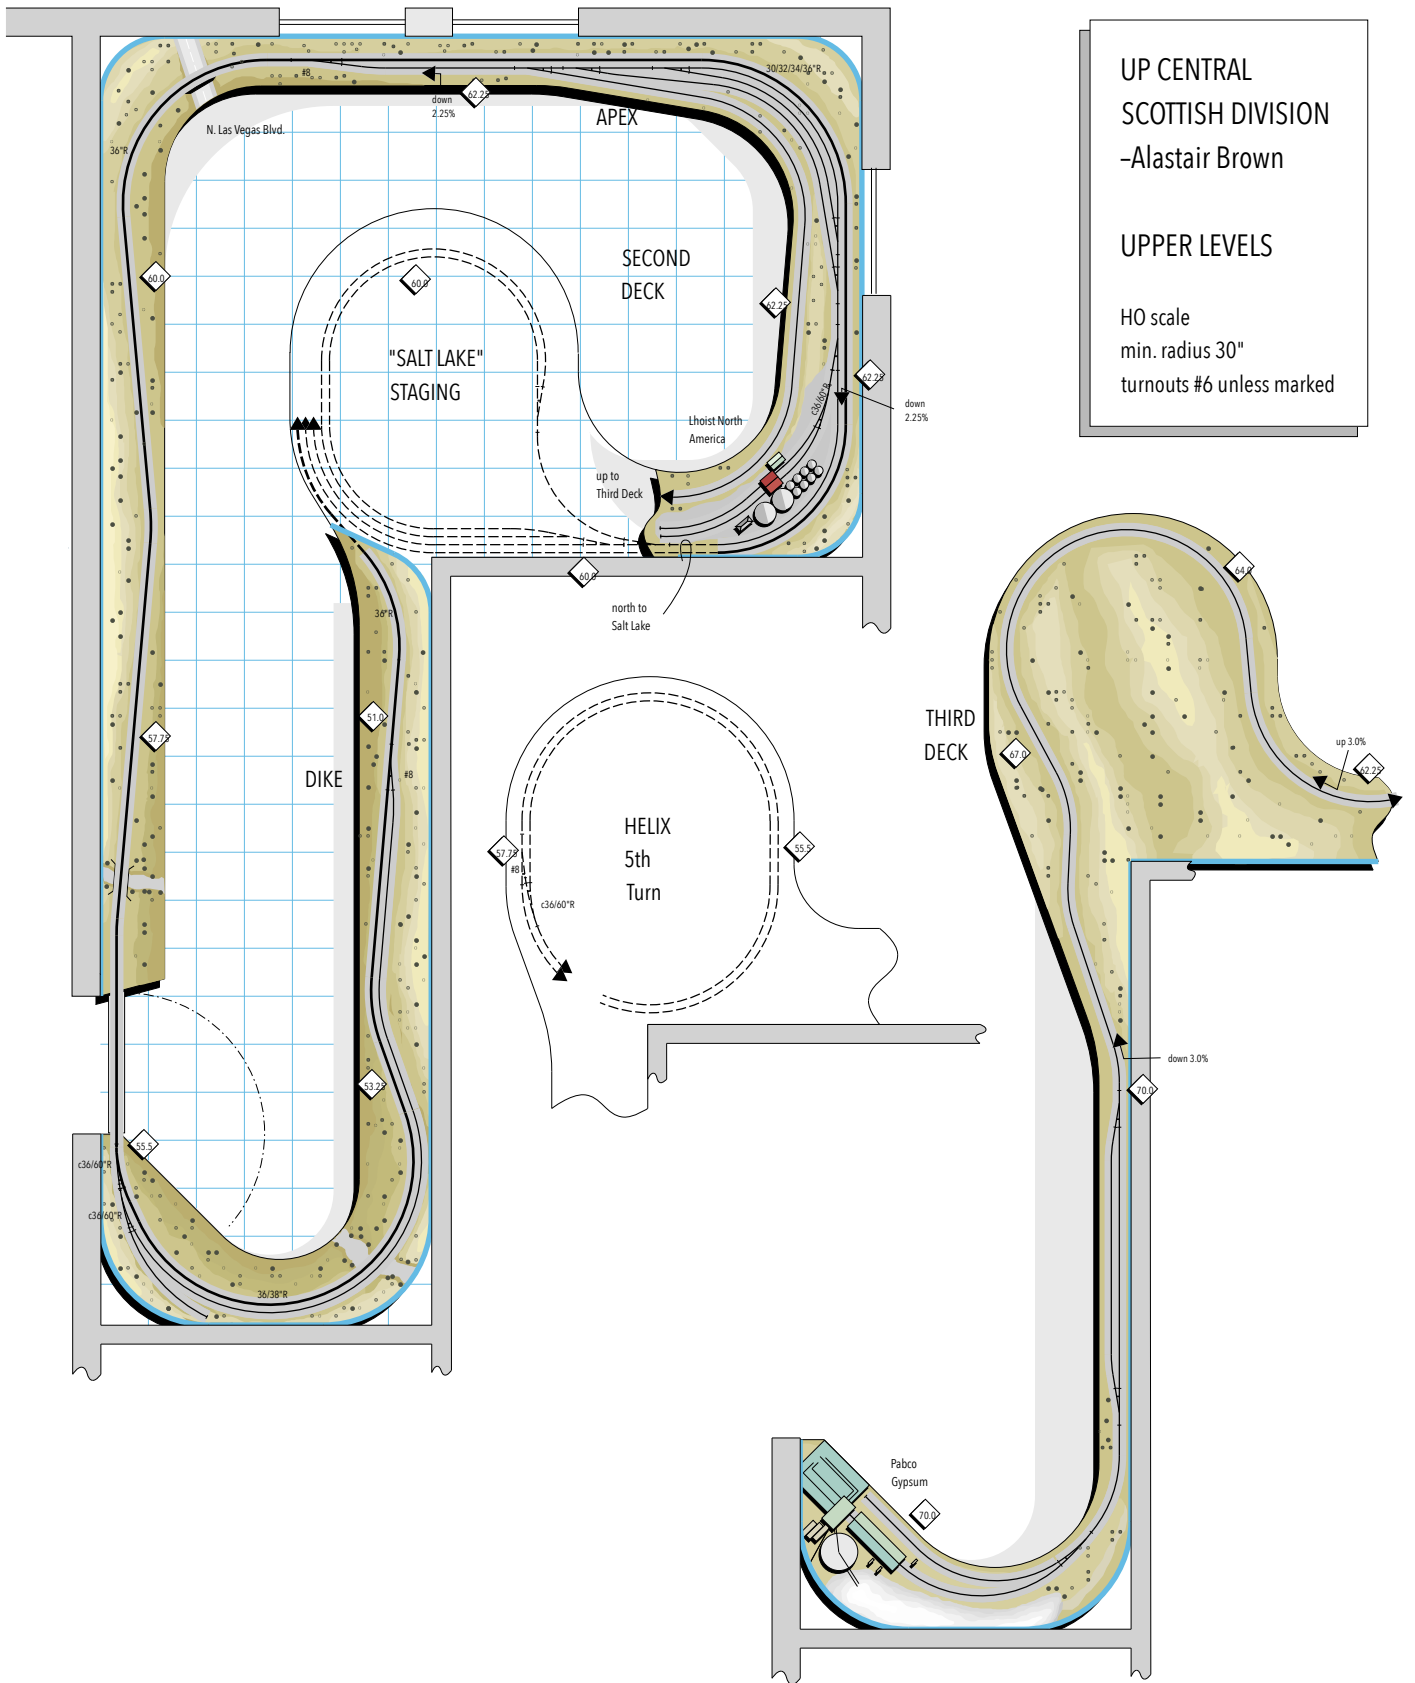 UP CENTRAL
SCOTTISH DIVISION
–Alastair Brown
UPPER LEVELS
HO scale
min. radius 30"
turnouts #6 unless marked
#8
30/32/34/36"R
down
2.25%
62.25
APEX
N. Las Vegas Blvd.
36"R
60.0
60.0
SECOND
DECK
62.25
"SALT LAKE"
STAGING
62.25
c36/60"R
down
2.25%
Lhoist North
America
up to
Third Deck
60.0
north to
Salt Lake
36"R
51.0
57.75
DIKE
#8
53.25
55.5
c36/60"R
c36/60"R
36/38"R
HELIX
5th
Turn
57.75
#8
c36/60"R
55.5
64.0
THIRD
DECK
67.0
up 3.0%
62.25
down 3.0%
70.0
Pabco
Gypsum
70.0